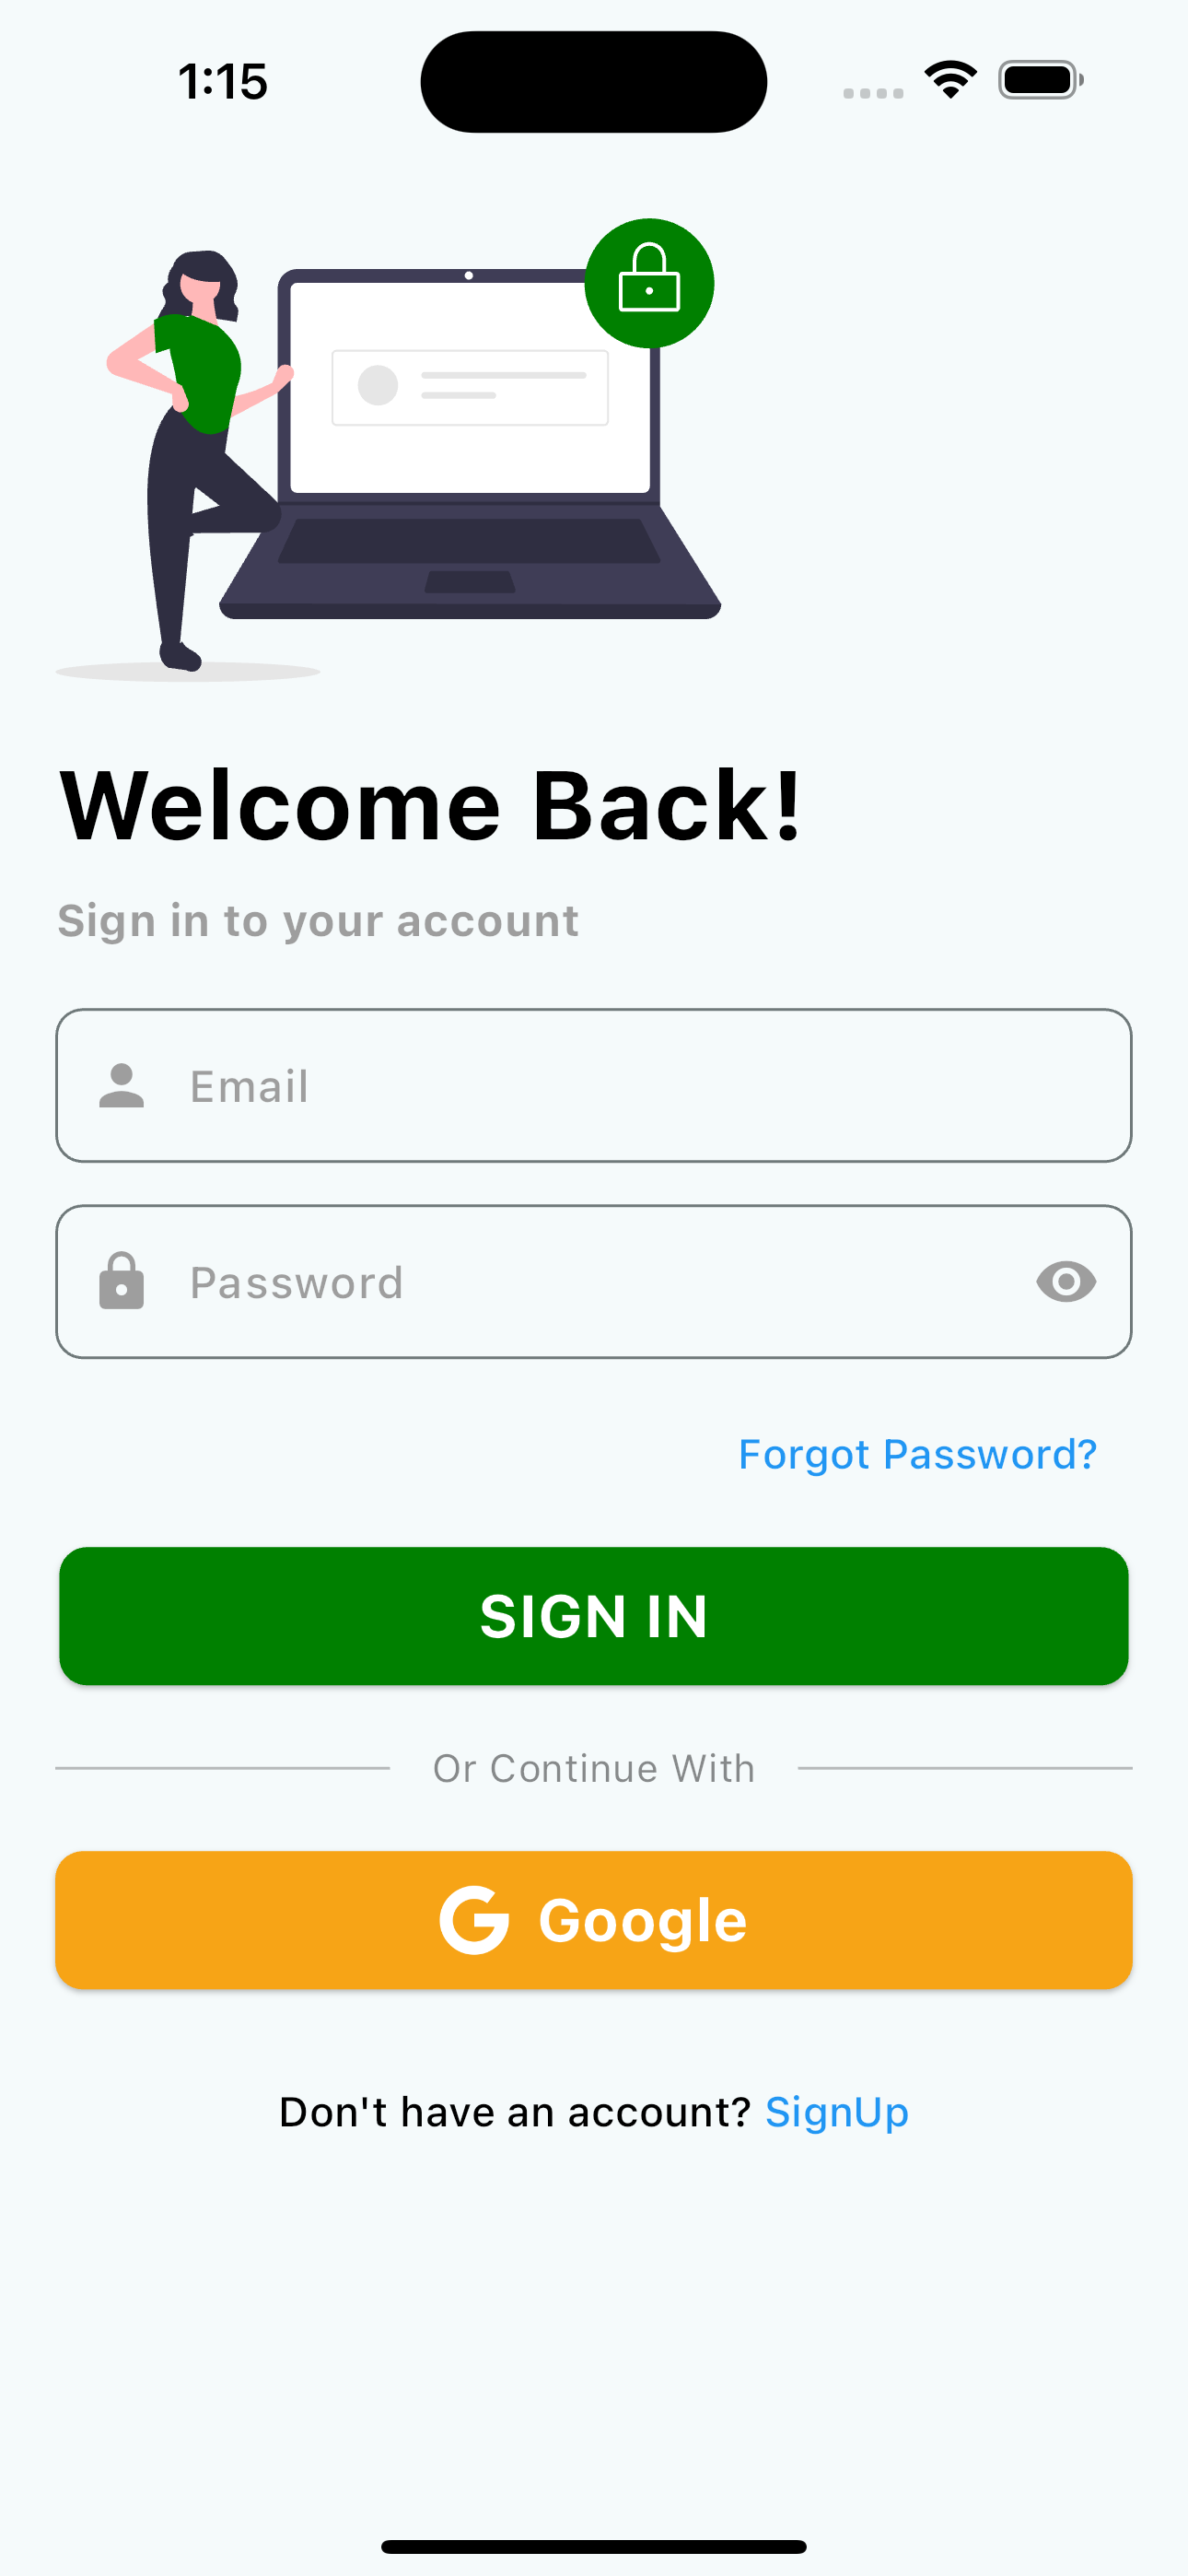 1:15
Welcome Back!
Sign in to your account
Email
Password
Forgot Password?
SIGN IN
Or Continue With
Google
Don't have an account? SignUp